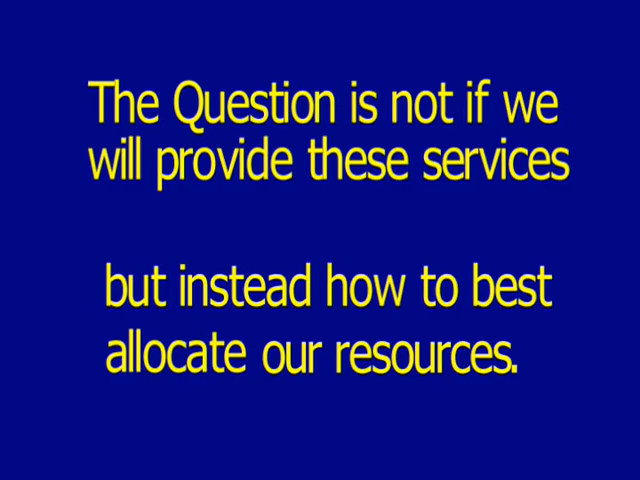 The Question is not if we
will provide these services
but instead how to best
allocate our resources.